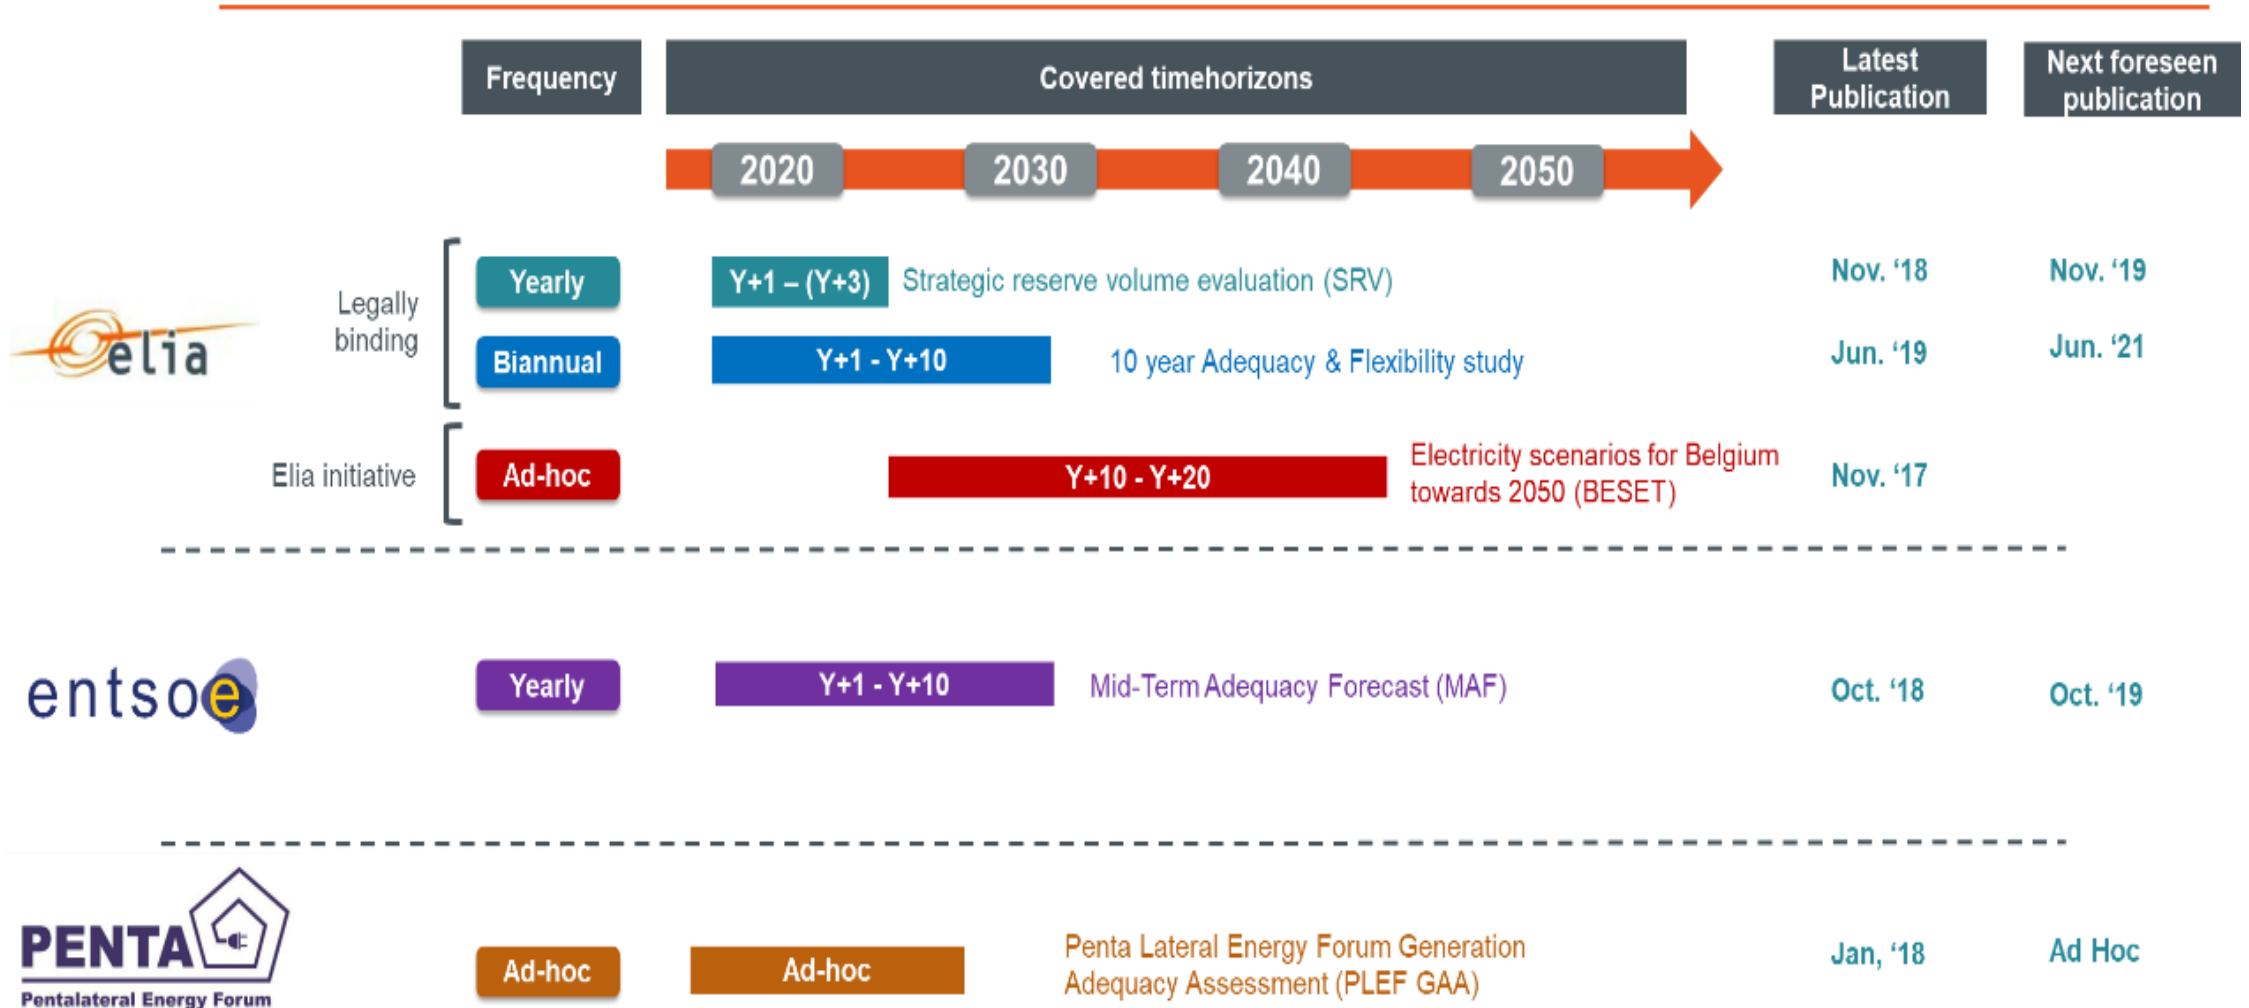 Frequency
Covered timehorizons
Latest
Publication
Next foreseen
publication
2020
2030
2040
2050
elia
Legally
binding
Yearly
Y+1 – (Y+3)
Strategic reserve volume evaluation (SRV)
Nov. ‘18
Nov. ‘19
Biannual
Y+1 - Y+10
10 year Adequacy & Flexibility study
Jun. ‘19
Jun. ‘21
Elia initiative
Ad-hoc
Y+10 - Y+20
Electricity scenarios for Belgium
towards 2050 (BESET)
Nov. ‘17
entsoe
Yearly
Y+1 - Y+10
Mid-Term Adequacy Forecast (MAF)
Oct. ‘18
Oct. ‘19
PENTA
Pentalateral Energy Forum
Ad-hoc
Ad-hoc
Penta Lateral Energy Forum Generation
Adequacy Assessment (PLEF GAA)
Jan, ‘18
Ad Hoc